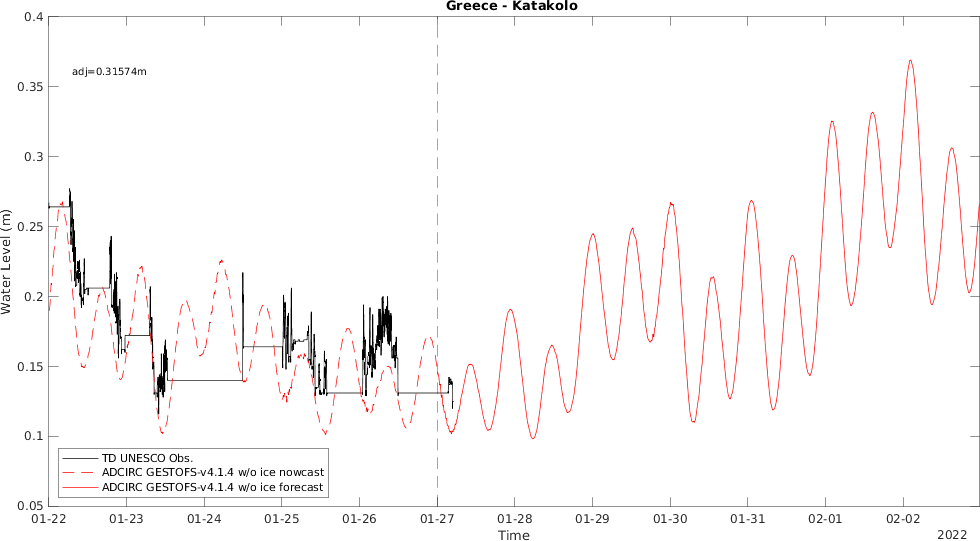 Greece - Katakolo
0.4
adj=0.31574m
0.35
0.3
0.25
0.2
0.15
0.1
0.05
Water Level (m)
TD UNESCO Obs.
ADCIRC GESTOFS-v4.1.4 w/o ice nowcast
ADCIRC GESTOFS-v4.1.4 w/o ice forecast
01-22 01-23 01-24 01-25 01-26 01-27 01-28 01-29 01-30 01-31 02-01 02-02
Time
2022